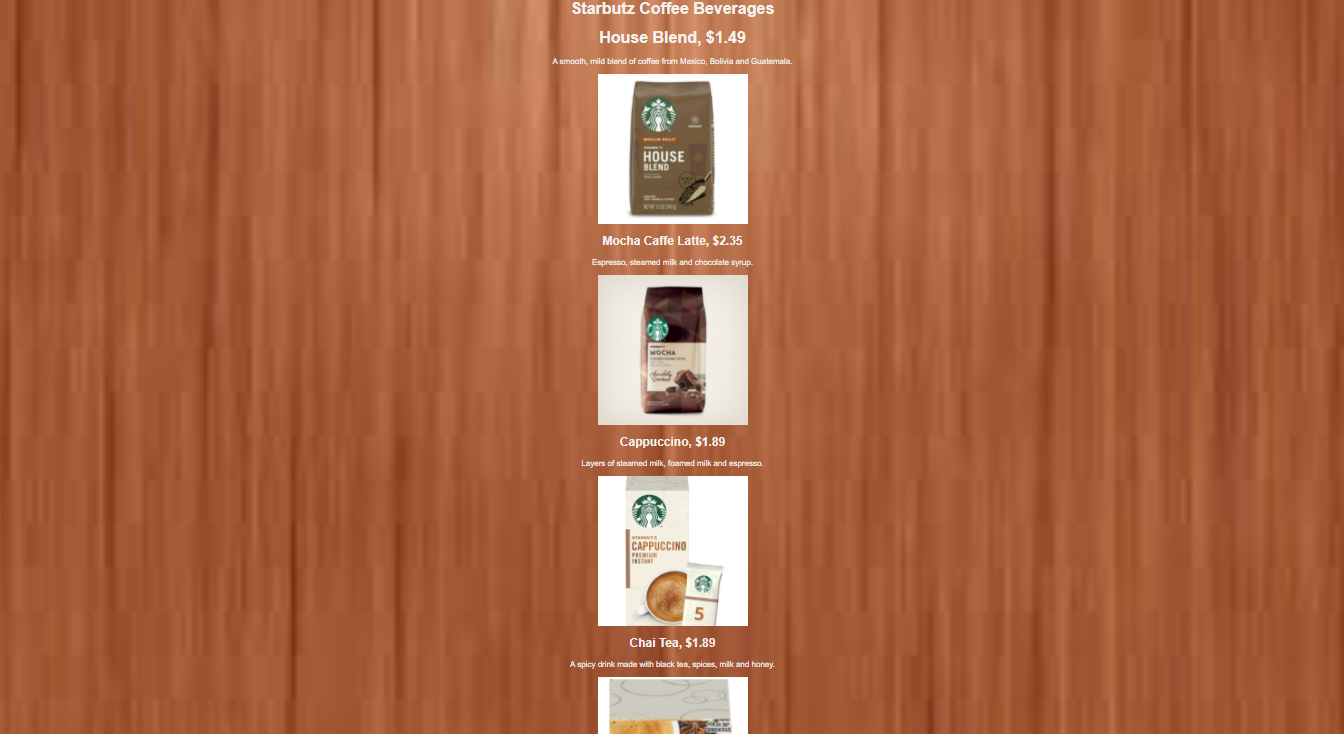 Starbutz Coffee Beverages
House Blend, $1.49
A smooth, mild blend of coffee from Mexico, Bolivia and Guatemala.
MEDIUM ROAST
HOUSE
BLEND
Mocha Caffe Latte, $2.35
Espresso, steamed milk and chocolate syrup.
MOCHA
Cappuccino, $1.89
Layers of steamed milk, foamed milk and espresso.
CAPPUCCINO
PREMIUM
INSTANT
5
Chai Tea, $1.89
A spicy drink made with black tea, spices, milk and honey.